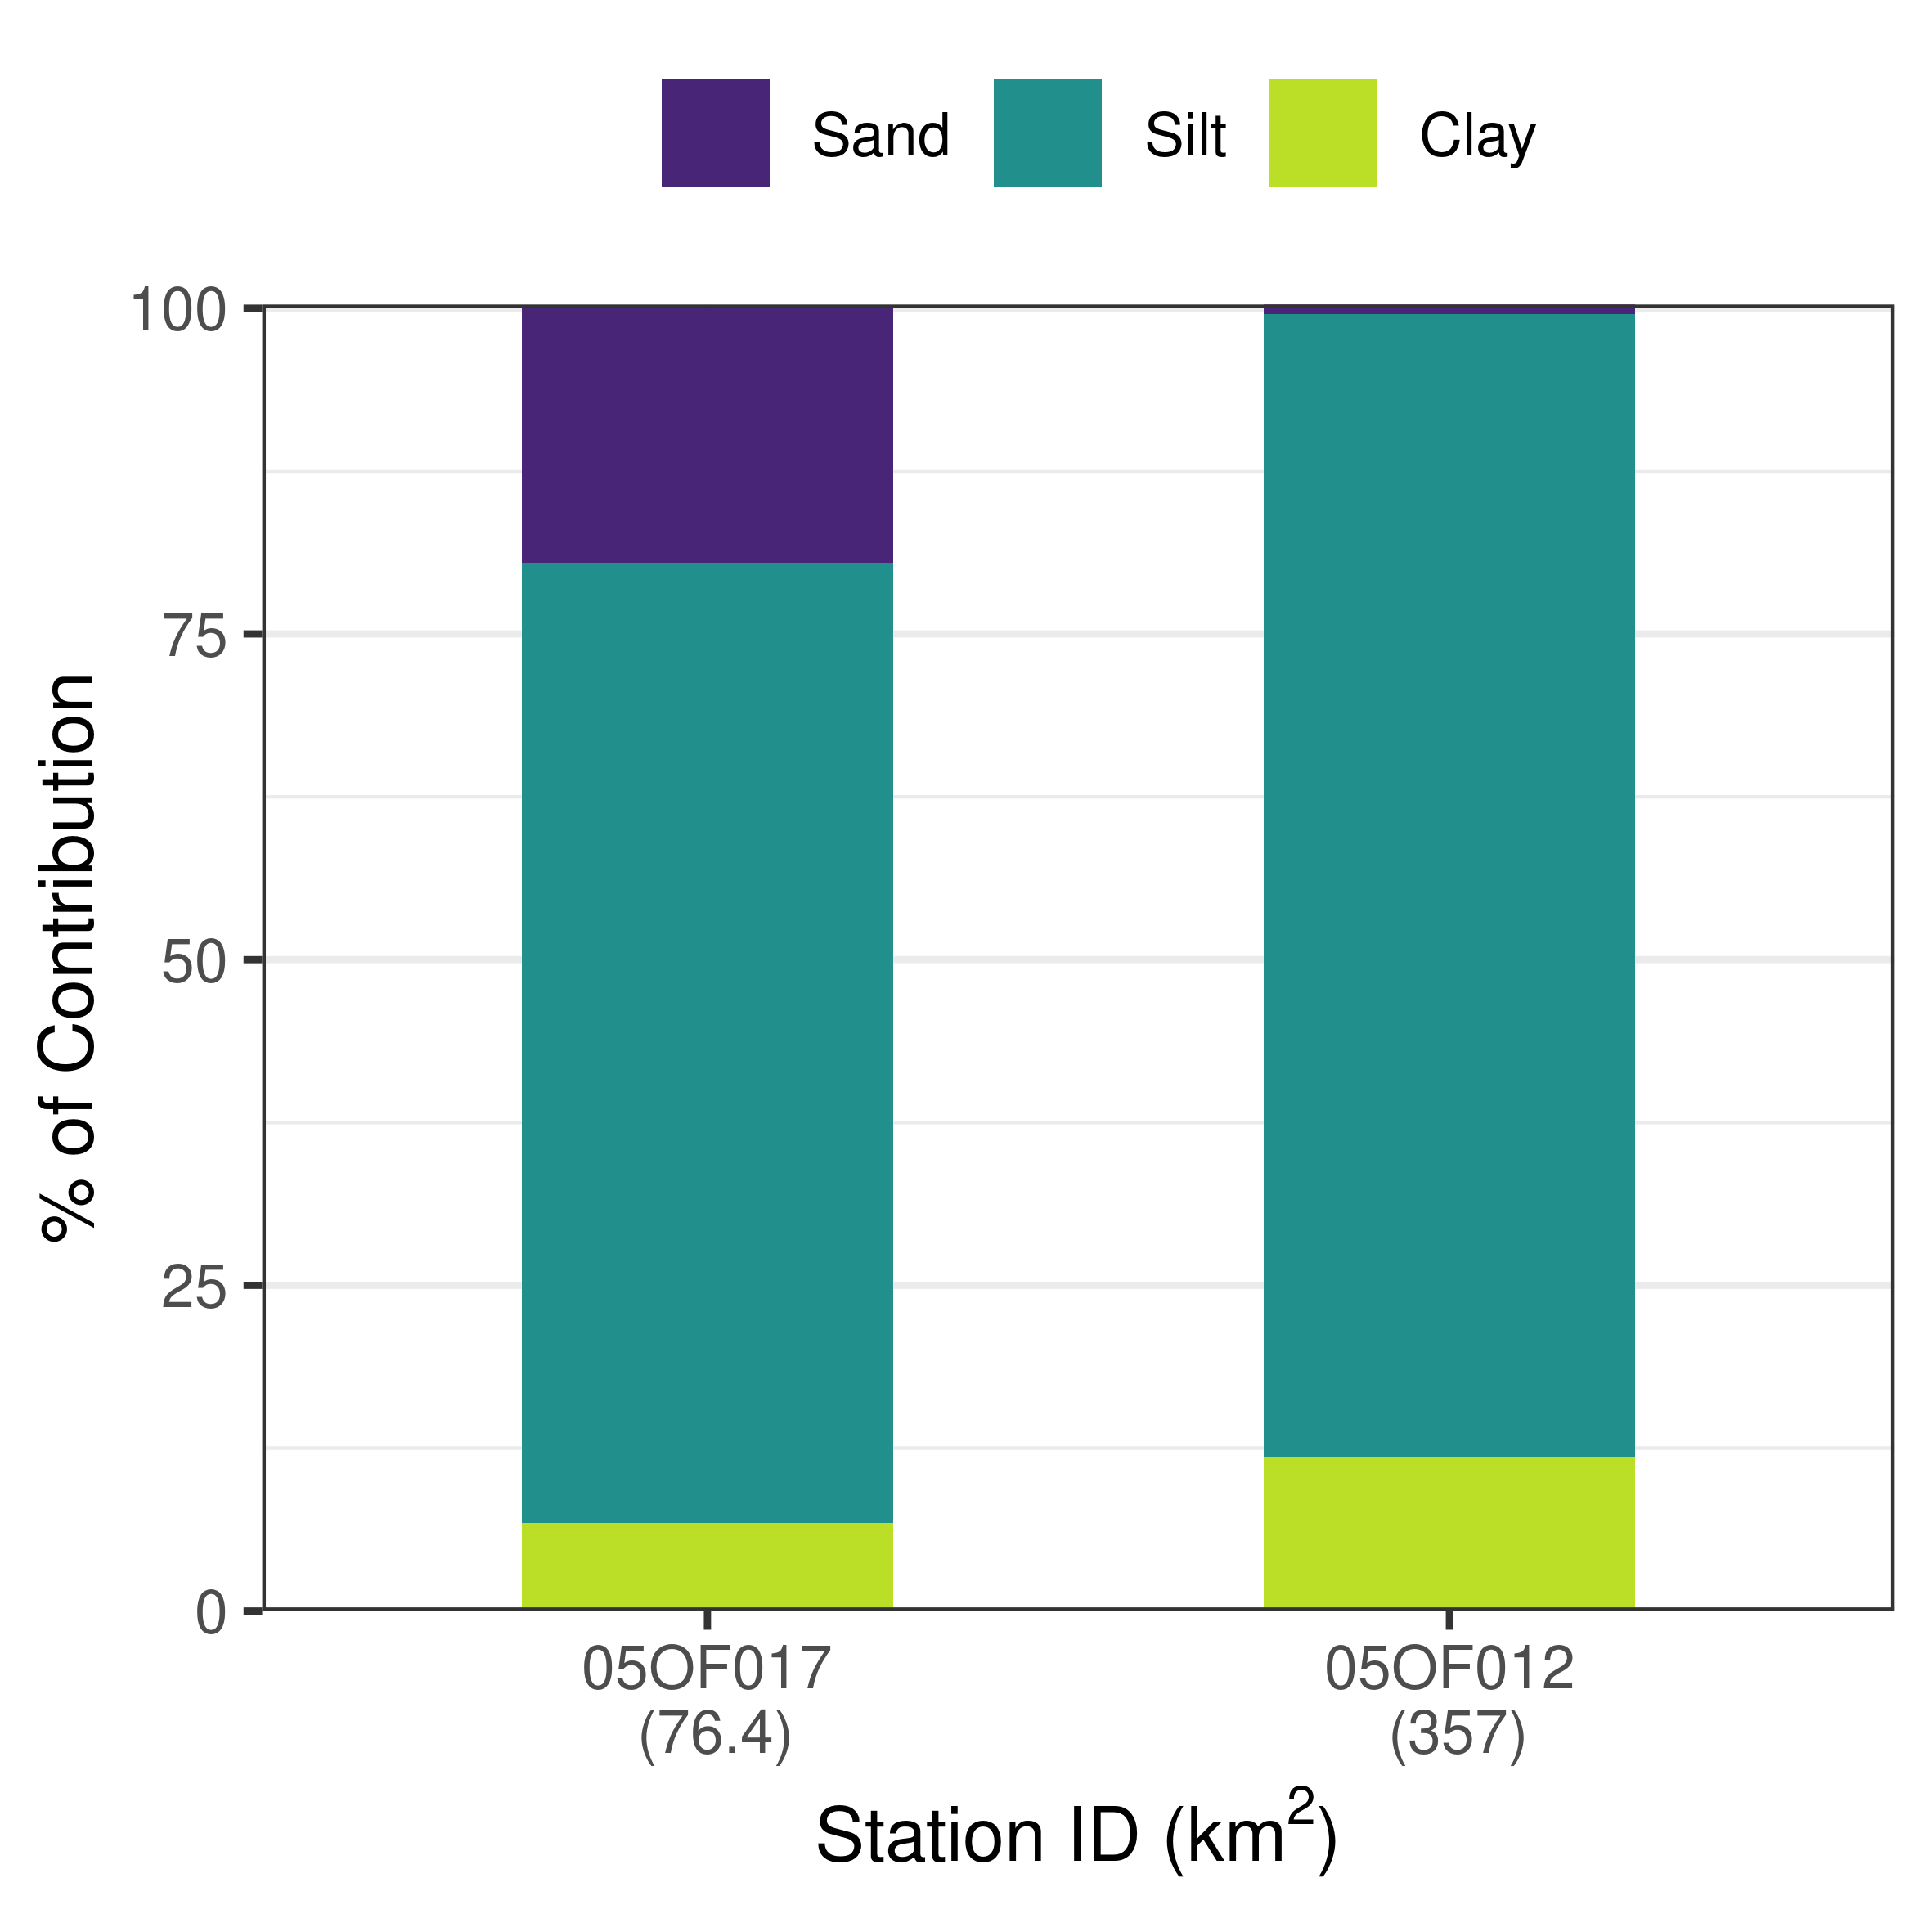 Sand Silt Clay
100
75
50
25
0
% of Contribution
05OF017 05OF012
(76.4) (357)
Station ID (km²)